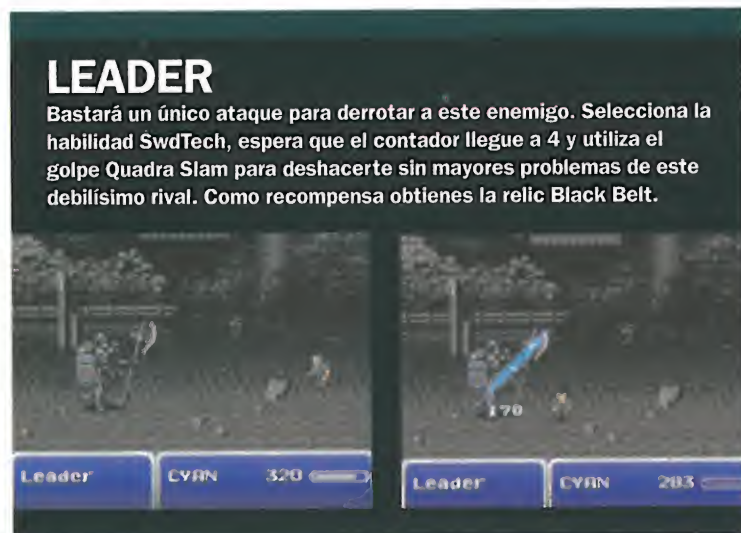 LEADER
Bastará un único ataque para derrotar a este enemigo. Selecciona la
habilidad SwdTech, espera que el contador llegue a 4 y utiliza el
golpe Quadra Slam para deshacerte sin mayores problemas de este
debilísimo rival. Como recompensa obtienes la relic Black Belt.
170
Leader CYAN 320
Leader CYAN 283